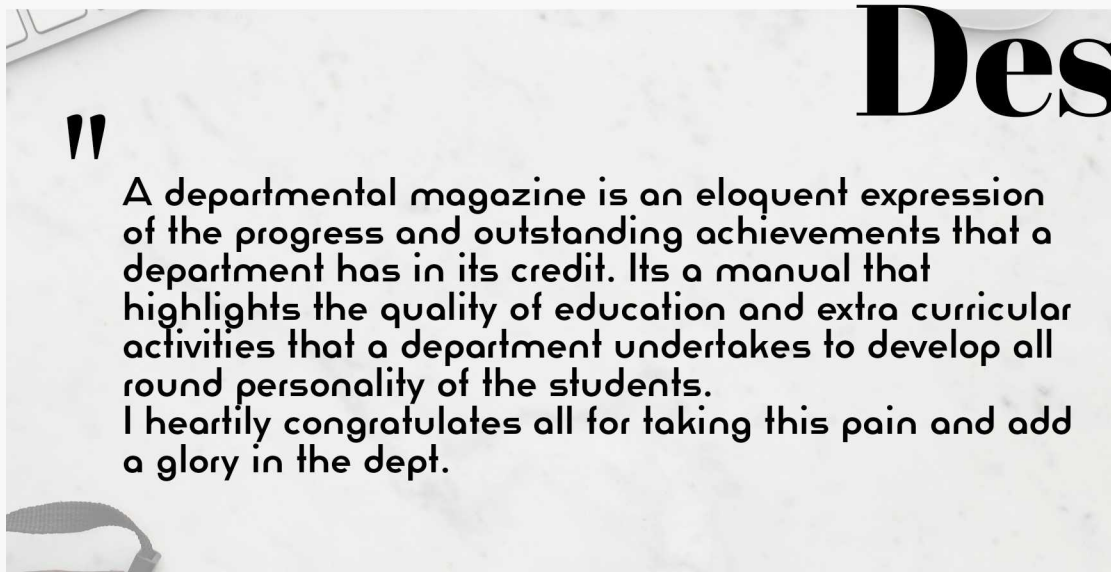 Des
"
A departmental magazine is an eloquent expression
of the progress and outstanding achievements that a
department has in its credit. Its a manual that
highlights the quality of education and extra curricular
activities that a department undertakes to develop all
round personality of the students.
I heartily congratulates all for taking this pain and add
a glory in the dept.